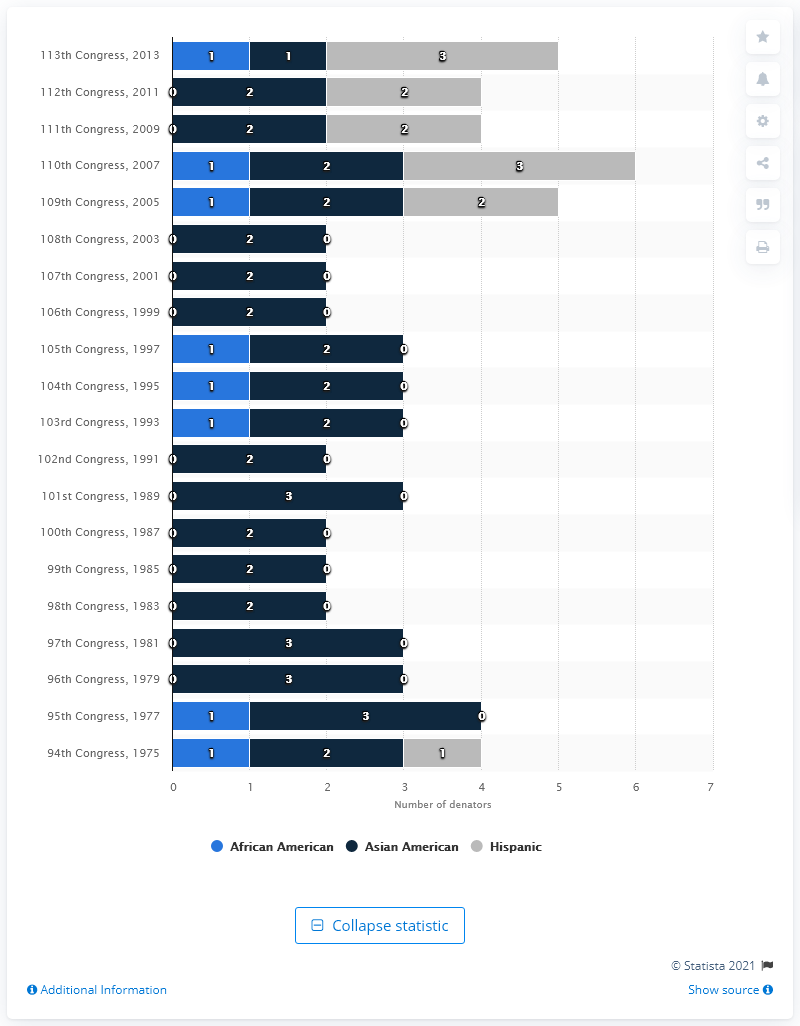 113th Congress, 2013 1 1 3
112th Congress, 2011 0 2 2
111th Congress, 2009 0 2 2
110th Congress, 2007 1 2 3
109th Congress, 2005 1 2 2
108th Congress, 2003 0 2 0
107th Congress, 2001 0 2 0
106th Congress, 1999 0 2 0
105th Congress, 1997 1 2 0
104th Congress, 1995 1 2 0
103rd Congress, 1993 1 2 0
102nd Congress, 1991 0 2 0
101st Congress, 1989 0 3 0
100th Congress, 1987 0 2 0
99th Congress, 1985 0 2 0
98th Congress, 1983 0 2 0
97th Congress, 1981 0 3 0
96th Congress, 1979 0 3 0
95th Congress, 1977 1 3 0
94th Congress, 1975 1 2 1
0 1 2 3 4 5 6 7
Number of denators
African American Asian American Hispanic
Collapse statistic
© Statista 2021
Additional Information Show source